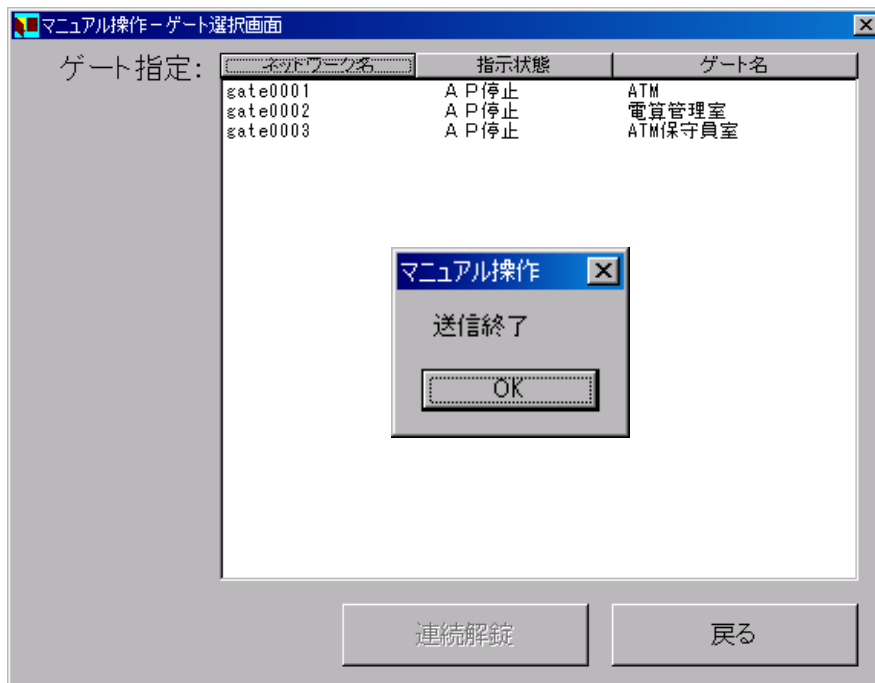 マニュアル操作－ゲート選択画面
ゲート指定:
ネットワーク名 指示状態 ゲート名
gate0001 ＡＰ停止 ATM
gate0002 ＡＰ停止 電算管理室
gate0003 ＡＰ停止 ATM保守員室
マニュアル操作
送信終了
OK
連続解錠 戻る